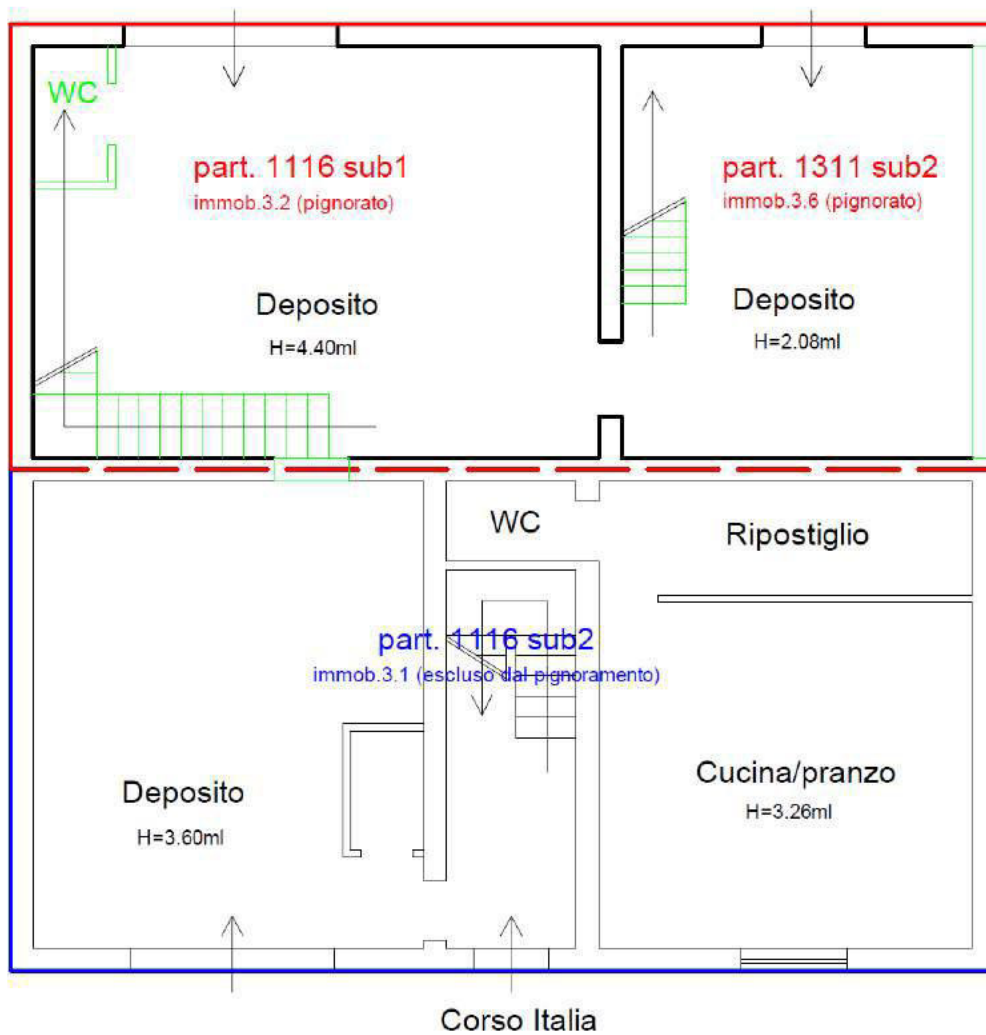 WC
part. 1116 sub1
immob.3.2 (pignorato)
part. 1311 sub2
immob.3.6 (pignorato)
Deposito
H=4.40ml
Deposito
H=2.08ml
WC
Ripostiglio
part. 1116 sub2
immob.3.1 (escluso dal pignoramento)
Deposito
H=3.60ml
Cucina/pranzo
H=3.26ml
Corso Italia